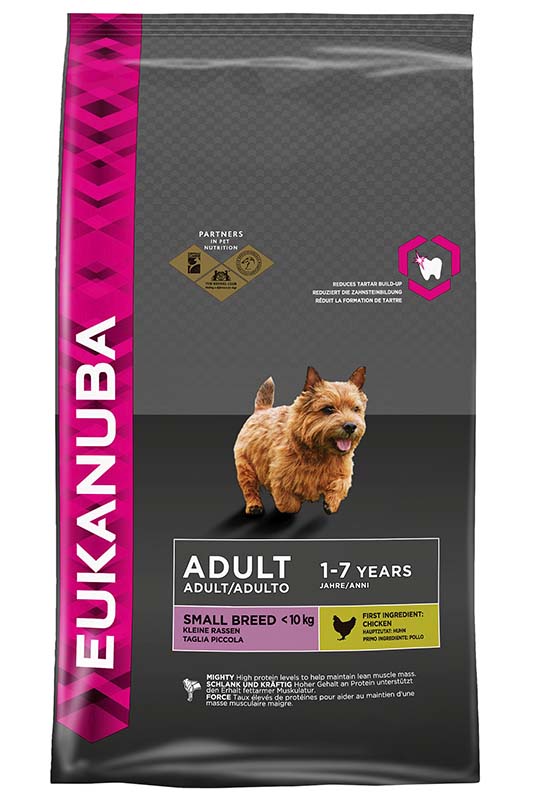 EUKANUBA
PARTNERS
IN PET
NUTRITION
THE KENNEL CLUB
REDUCES TARTAR BUILD-UP
REDUZIERT DIE ZAHNSTEINBILDUNG
RÉDUIT LA FORMATION DE TARTRE
ADULT
ADULT/ADULTO
1-7 YEARS
JAHRE/ANNI
SMALL BREED <10 kg
KLEINE RASSEN
TAGLIA PICCOLA
FIRST INGREDIENT:
CHICKEN
HAUPTZUTAT: HUHN
PRIMO INGREDIENTE: POLLO
MIGHTY High protein levels to help maintain lean muscle mass.
SCHLANK UND KRÄFTIG Hoher Gehalt an Protein unterstützt
den Erhalt fettarmer Muskulatur.
FORCE Taux élevés de protéines pour aider au maintien d'une
masse musculaire maigre.